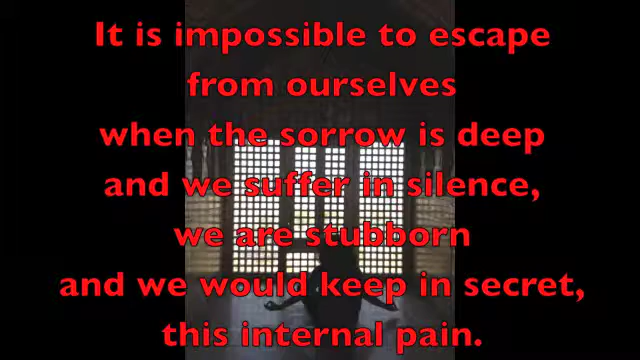 It is impossible to escape
from ourselves
when the sorrow is deep
and we suffer in silence,
we are stubborn
and we would keep in secret,
this internal pain.